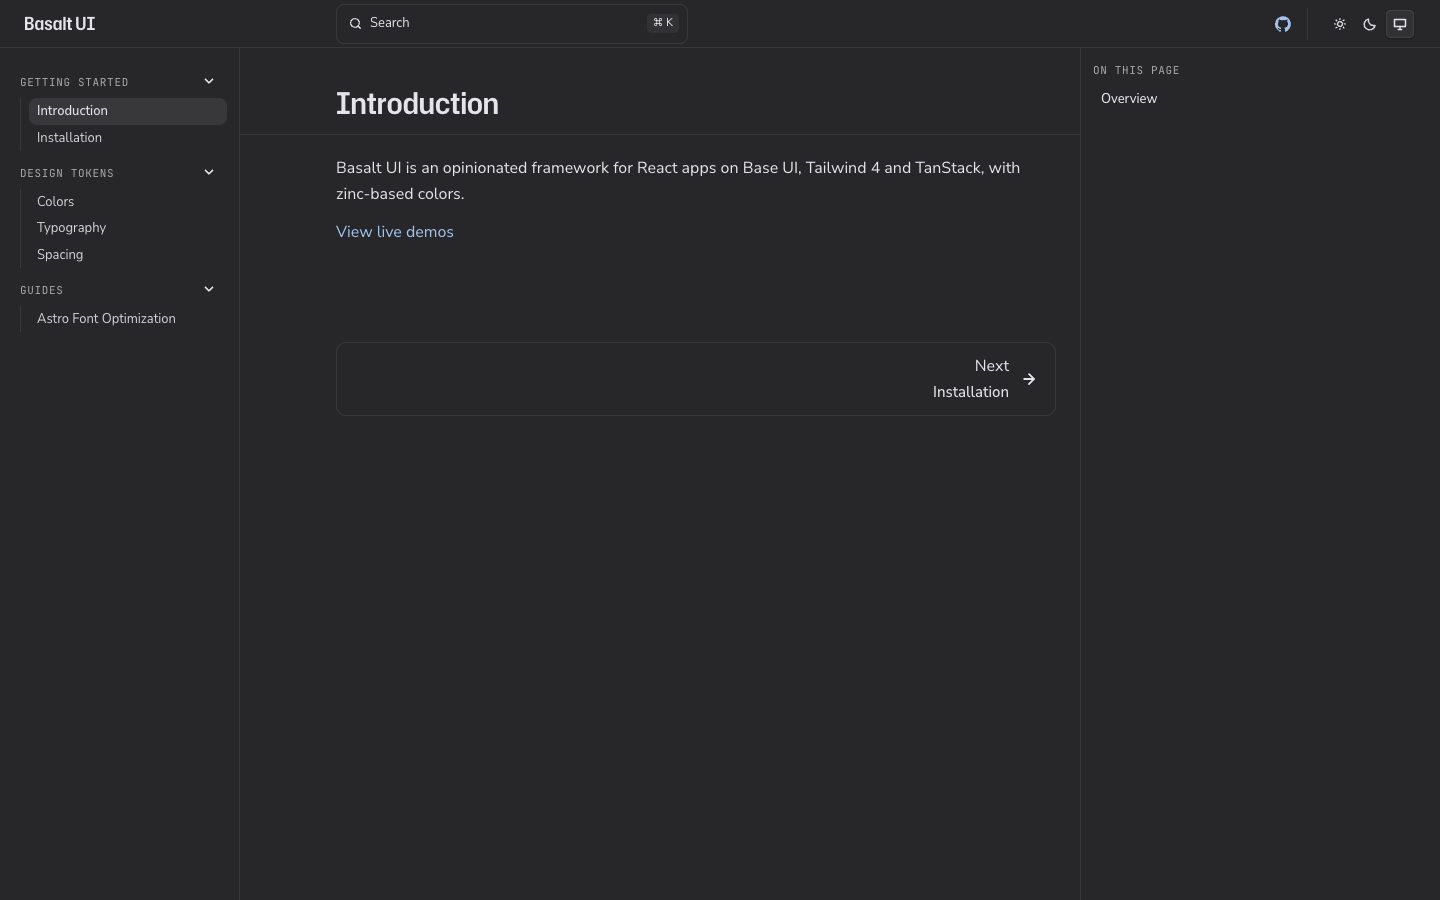 Basalt UI
Search
⌘ K
GETTING STARTED
Introduction
Installation
DESIGN TOKENS
Colors
Typography
Spacing
GUIDES
Astro Font Optimization
Introduction
Basalt UI is an opinionated framework for React apps on Base UI, Tailwind 4 and TanStack, with
zinc-based colors.
View live demos
Next
Installation
ON THIS PAGE
Overview